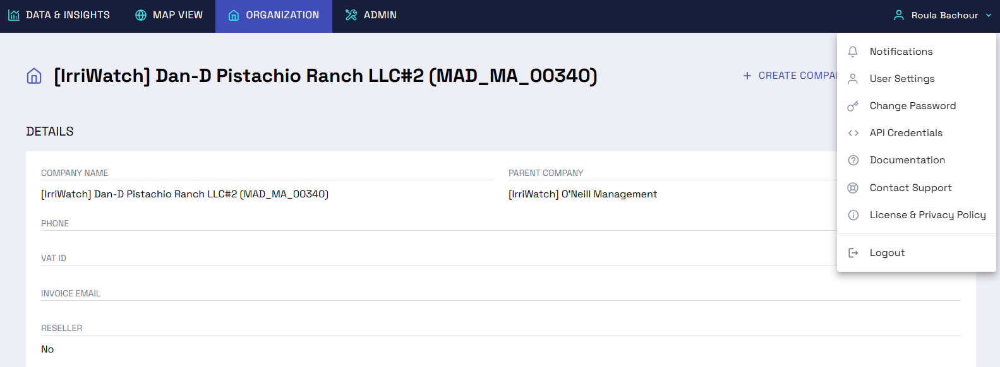 DATA & INSIGHTS
MAP VIEW
ORGANIZATION
ADMIN
Roula Bachour
Notifications
User Settings
Change Password
API Credentials
Documentation
Contact Support
License & Privacy Policy
Logout
[IrriWatch] Dan-D Pistachio Ranch LLC#2 (MAD_MA_00340)
+ CREATE
DETAILS
COMPANY NAME
[IrriWatch] Dan-D Pistachio Ranch LLC#2 (MAD_MA_00340)
PARENT COMPANY
[IrriWatch] O'Neill Management
PHONE
VAT ID
INVOICE EMAIL
RESELLER
No